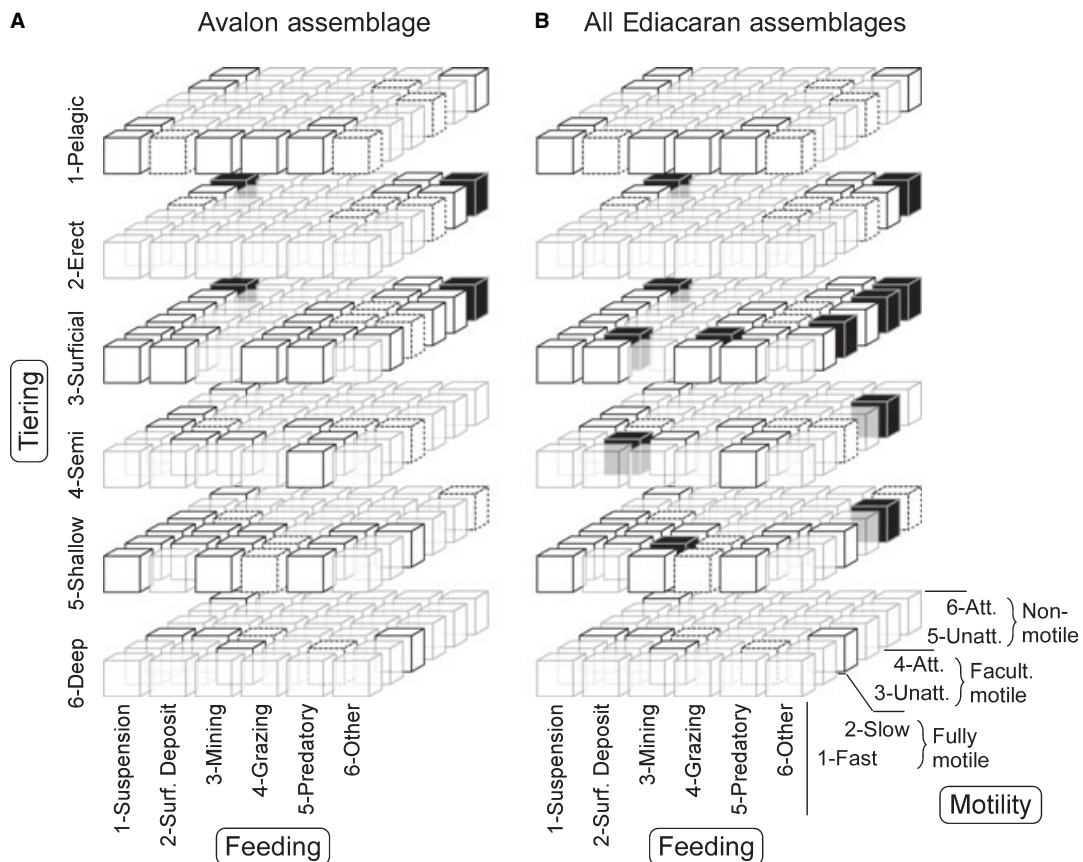 A Avalon assemblage
B All Ediacaran assemblages
Tiering
1-Pelagic
2-Erect
3-Surficial
4-Semi
5-Shallow
6-Deep
1-Suspension
2-Surf. Deposit
3-Mining
4-Grazing
5-Predatory
6-Other
Feeding
1-Suspension
2-Surf. Deposit
3-Mining
4-Grazing
5-Predatory
6-Other
Feeding
6-Att.
5-Unatt.
Non-
motile
4-Att.
3-Unatt.
Facult.
motile
2-Slow
1-Fast
Fully
motile
Motility